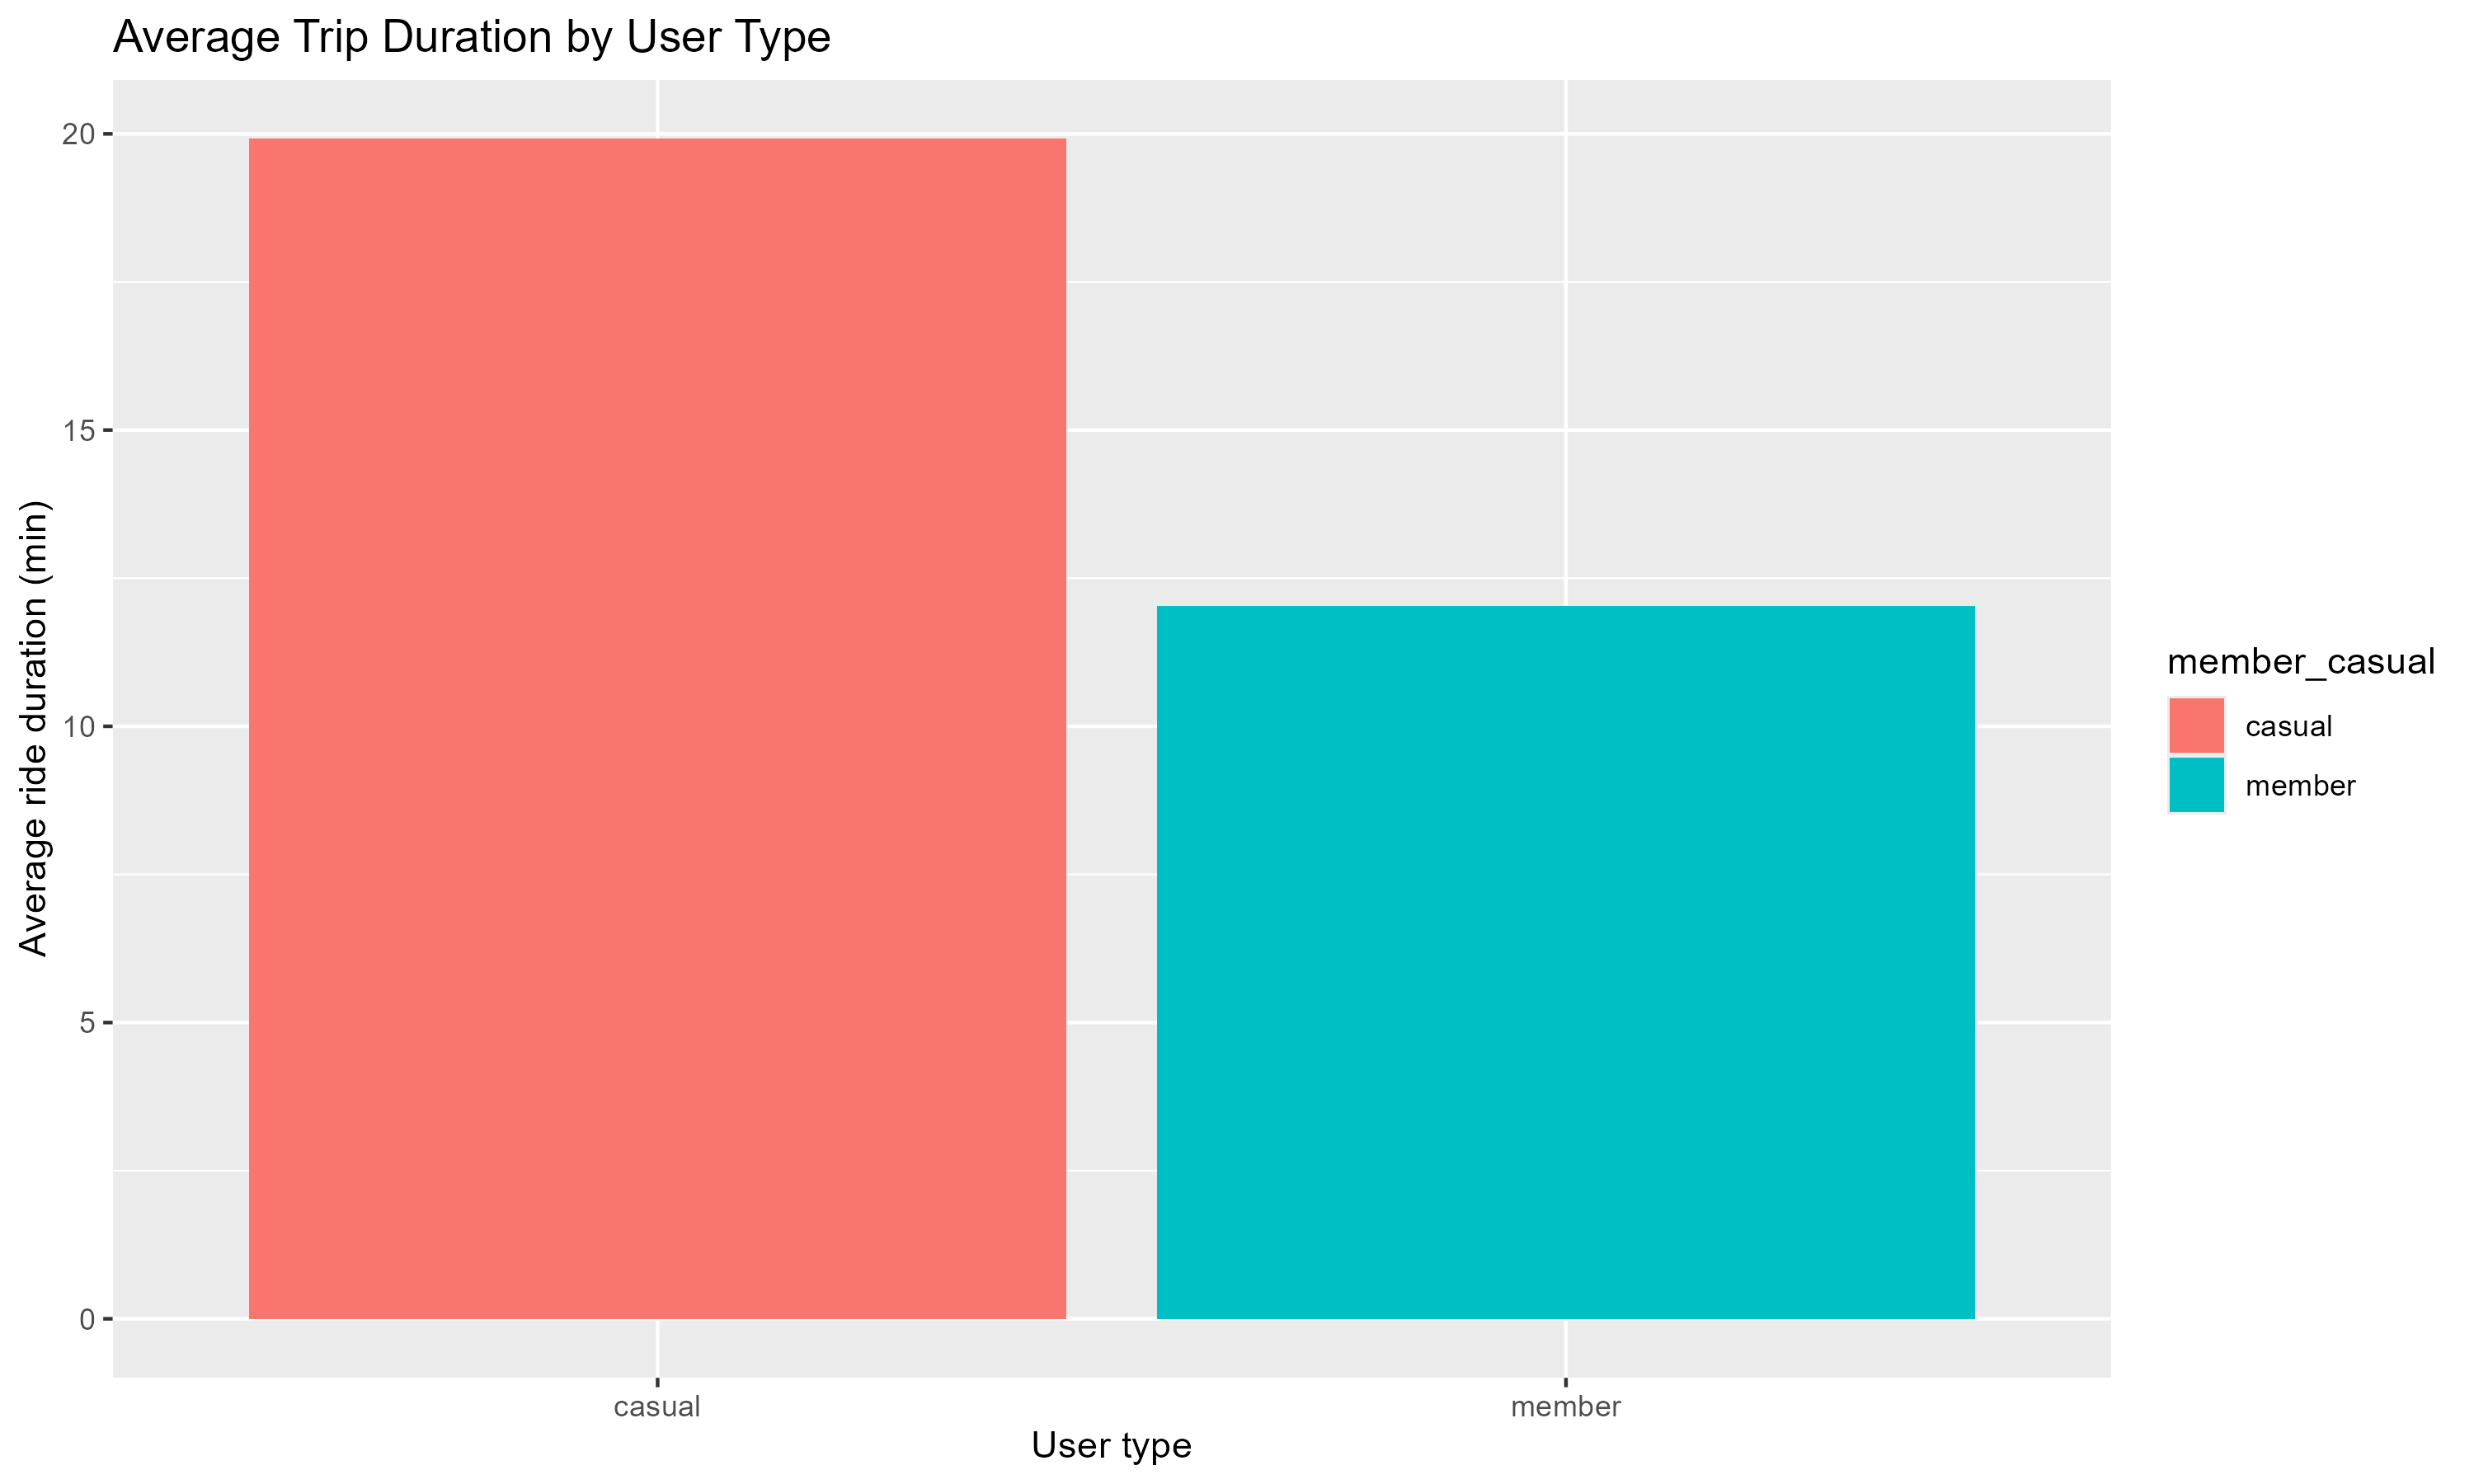 Average Trip Duration by User Type
Average ride duration (min)
20
15
10
5
0
casual
member
User type
member_casual
casual
member